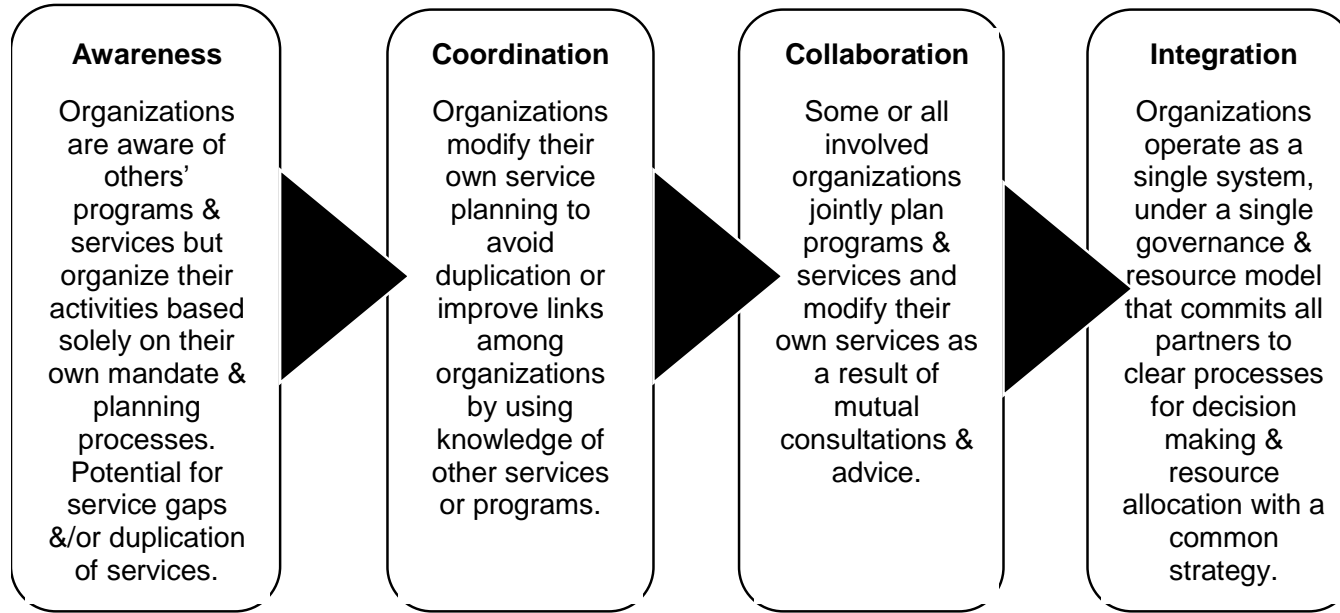 Awareness
Organizations
are aware of
others’
programs &
services but
organize their
activities based
solely on their
own mandate &
planning
processes.
Potential for
service gaps
&/or duplication
of services.
Coordination
Organizations
modify their
own service
planning to
avoid
duplication or
improve links
among
organizations
by using
knowledge of
other services
or programs.
Collaboration
Some or all
involved
organizations
jointly plan
programs &
services and
modify their
own services as
a result of
mutual
consultations &
advice.
Integration
Organizations
operate as a
single system,
under a single
governance &
resource model
that commits all
partners to
clear processes
for decision
making &
resource
allocation with a
common
strategy.